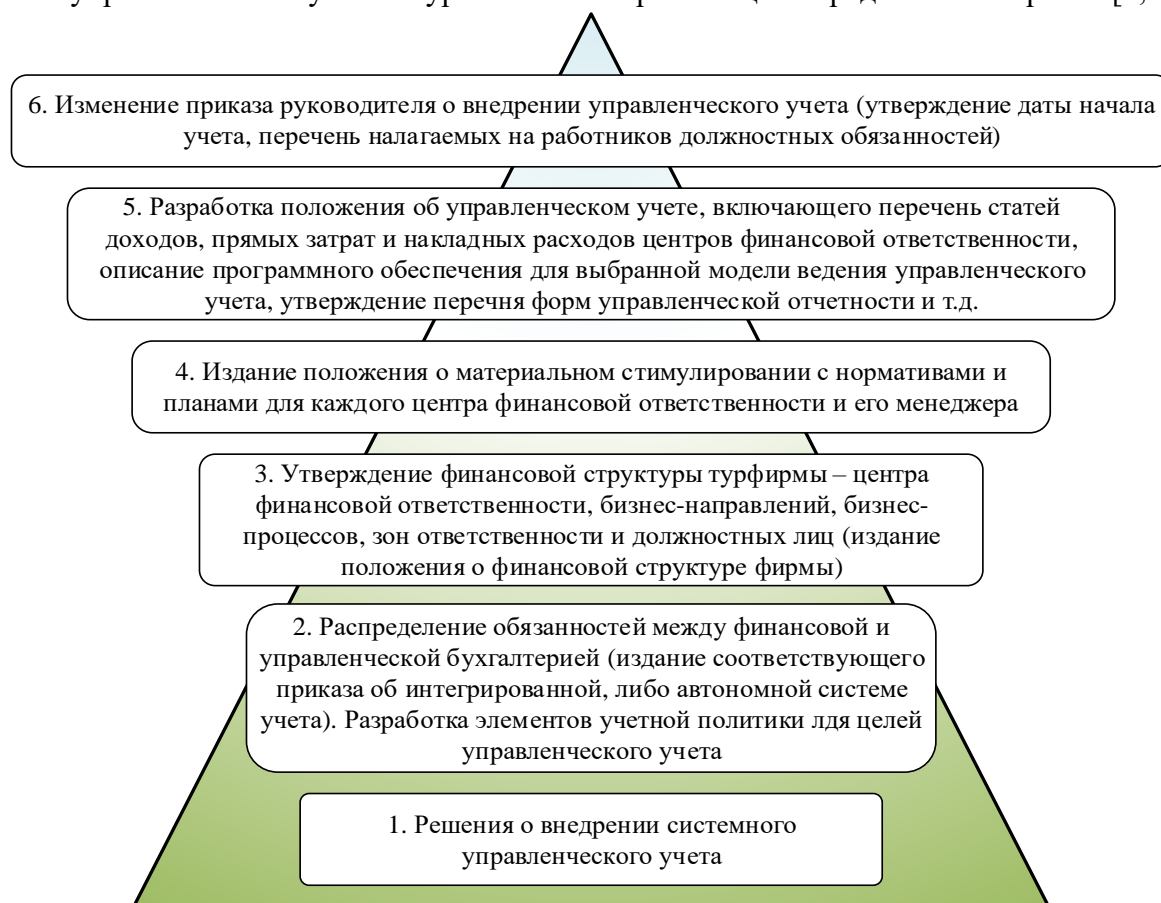 6. Изменение приказа руководителя о внедрении управленческого учета (утверждение даты начала
учета, перечень налагаемых на работников должностных обязанностей)
5. Разработка положения об управленческом учете, включающего перечень статей
доходов, прямых затрат и накладных расходов центров финансовой ответственности,
описание программного обеспечения для выбранной модели ведения управленческого
учета, утверждение перечня форм управленческой отчетности и т.д.
4. Издание положения о материальном стимулировании с нормативами и
планами для каждого центра финансовой ответственности и его менеджера
3. Утверждение финансовой структуры турфирмы – центра
финансовой ответственности, бизнес-направлений, бизнес-
процессов, зон ответственности и должностных лиц (издание
положения о финансовой структуре фирмы)
2. Распределение обязанностей между финансовой и
управленческой бухгалтерией (издание соответствующего
приказа об интегрированной, либо автономной системе
учета). Разработка элементов учетной политики лдя целей
управленческого учета
1. Решения о внедрении системного
управленческого учета